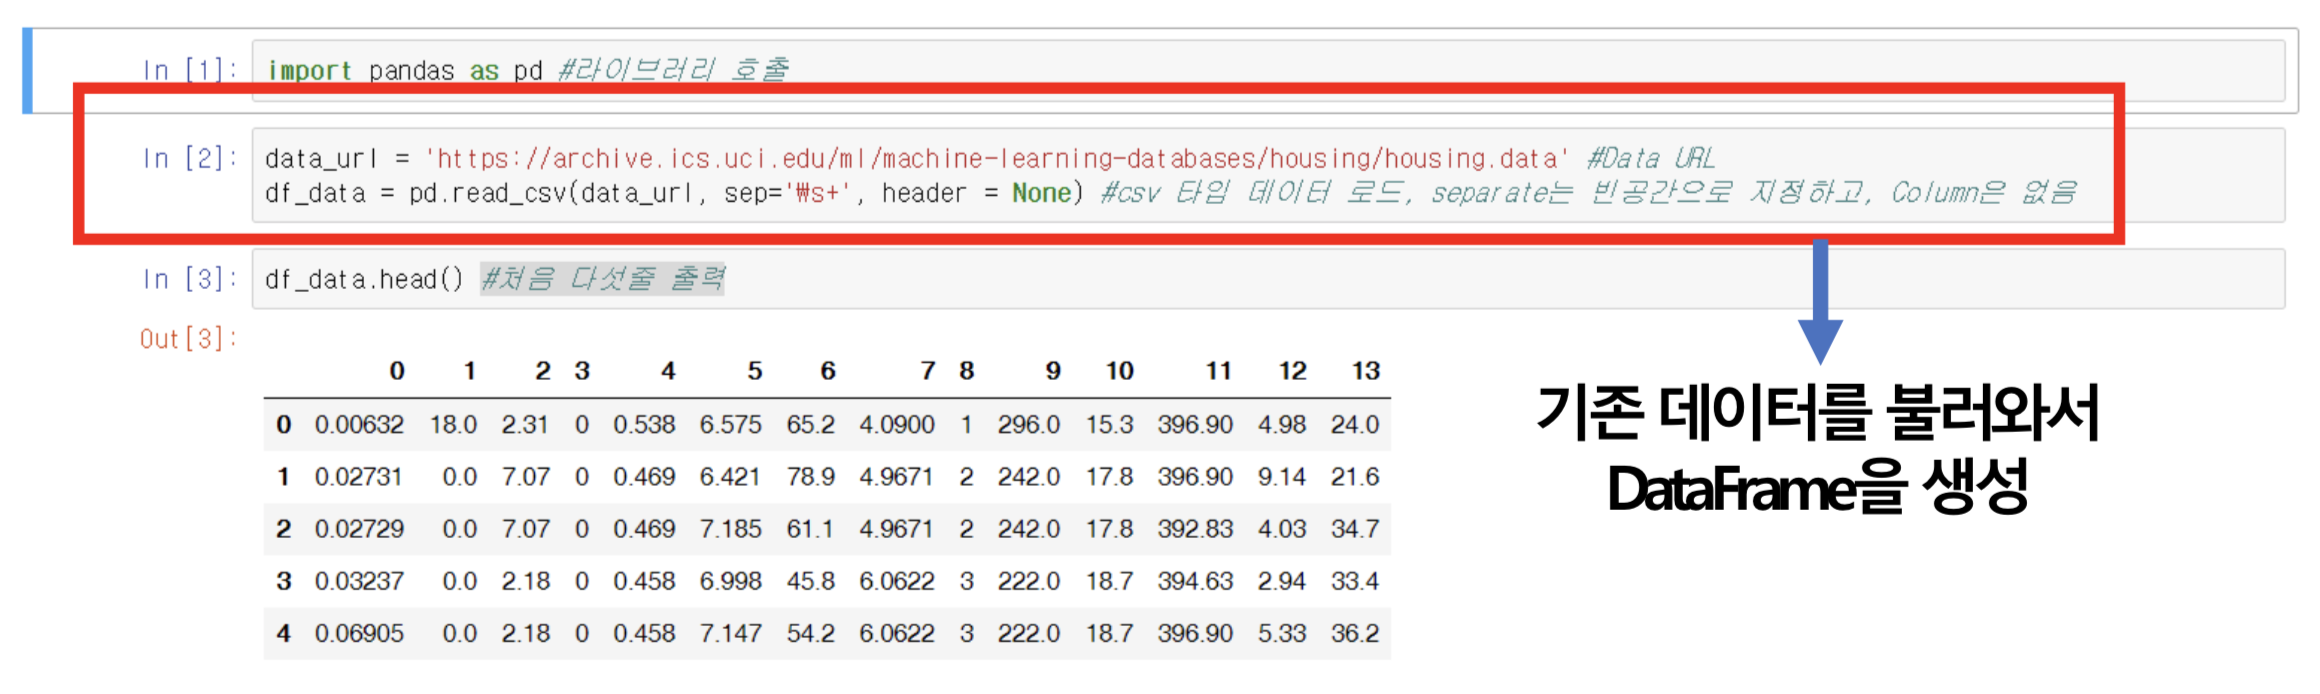 In [1]: import pandas as pd #라이브러리 호출
In [2]: data_url = 'https://archive.ics.uci.edu/ml/machine-learning-databases/housing/housing.data' #Data URL
df_data = pd.read_csv(data_url, sep='₩s+', header = None) #csv 타입 데이터 로드, separate는 빈공간으로 지정하고, Column은 없음
In [3]: df_data.head() #처음 다섯줄 출력
Out[3]:
0 1 2 3 4 5 6 7 8 9 10 11 12 13
0 0.00632 18.0 2.31 0 0.538 6.575 65.2 4.0900 1 296.0 15.3 396.90 4.98 24.0
1 0.02731 0.0 7.07 0 0.469 6.421 78.9 4.9671 2 242.0 17.8 396.90 9.14 21.6
2 0.02729 0.0 7.07 0 0.469 7.185 61.1 4.9671 2 242.0 17.8 392.83 4.03 34.7
3 0.03237 0.0 2.18 0 0.458 6.998 45.8 6.0622 3 222.0 18.7 394.63 2.94 33.4
4 0.06905 0.0 2.18 0 0.458 7.147 54.2 6.0622 3 222.0 18.7 396.90 5.33 36.2
기존 데이터를 불러와서
DataFrame을 생성